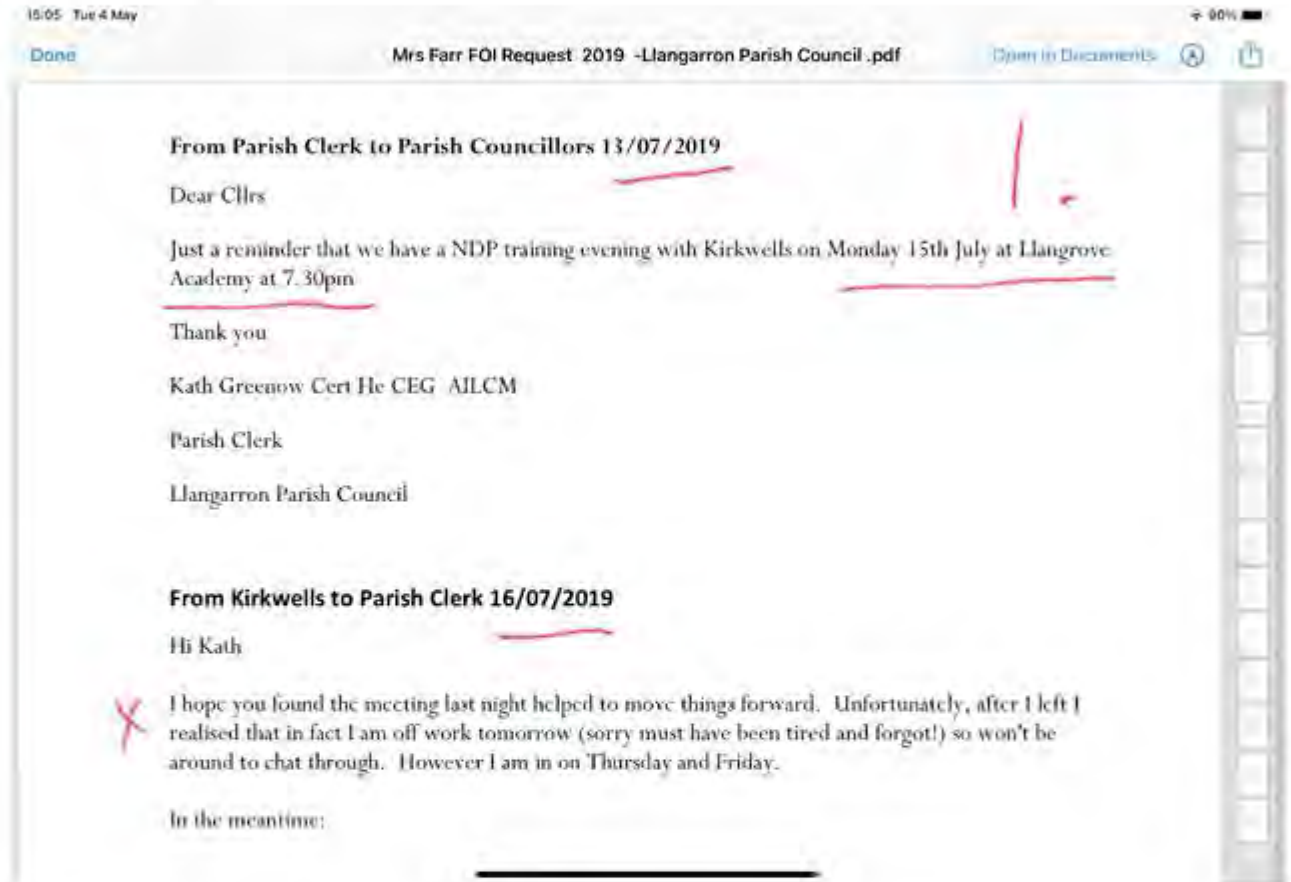 15:05 Tue 4 May
90%
Done
Mrs Farr FOI Request 2019 -Llangarron Parish Council .pdf
Open in Documents
From Parish Clerk to Parish Councillors 13/07/2019
1.
Dear Cllrs
Just a reminder that we have a NDP training evening with Kirkwells on Monday 15th July at Llangrove
Academy at 7.30pm
Thank you
Kath Greenow Cert He CEG AILCM
Parish Clerk
Llangarron Parish Council
From Kirkwells to Parish Clerk 16/07/2019
Hi Kath
X
I hope you found the meeting last night helped to move things forward. Unfortunately, after I left I
realised that in fact I am off work tomorrow (sorry must have been tired and forgot!) so won't be
around to chat through. However I am in on Thursday and Friday.
In the meantime: